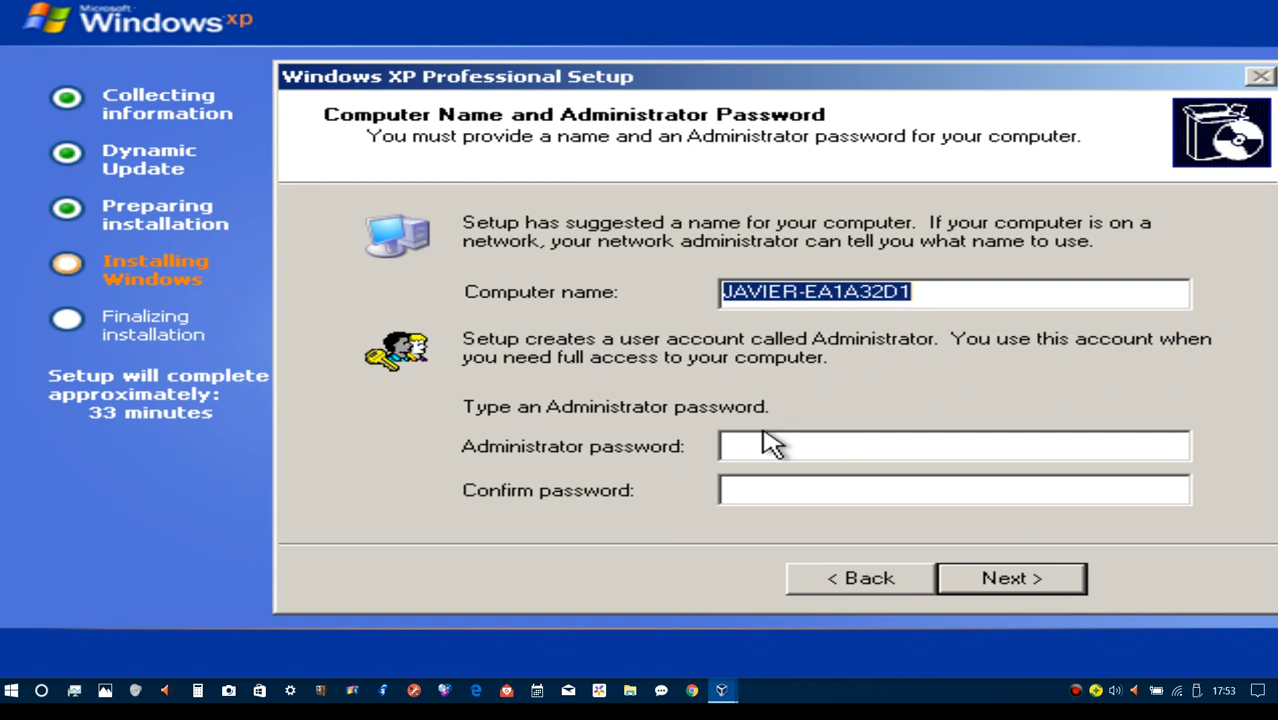 Microsoft
Windows xp
Collecting
information
Dynamic
Update
Preparing
installation
Installing
Windows
Finalizing
installation
Setup will complete
approximately:
33 minutes
Windows XP Professional Setup
Computer Name and Administrator Password
You must provide a name and an Administrator password for your computer.
Setup has suggested a name for your computer. If your computer is on a
network, your network administrator can tell you what name to use.
Computer name:
JAVIER-EA1A32D1
Setup creates a user account called Administrator. You use this account when
you need full access to your computer.
Type an Administrator password.
Administrator password:
Confirm password:
< Back
Next >
17:53